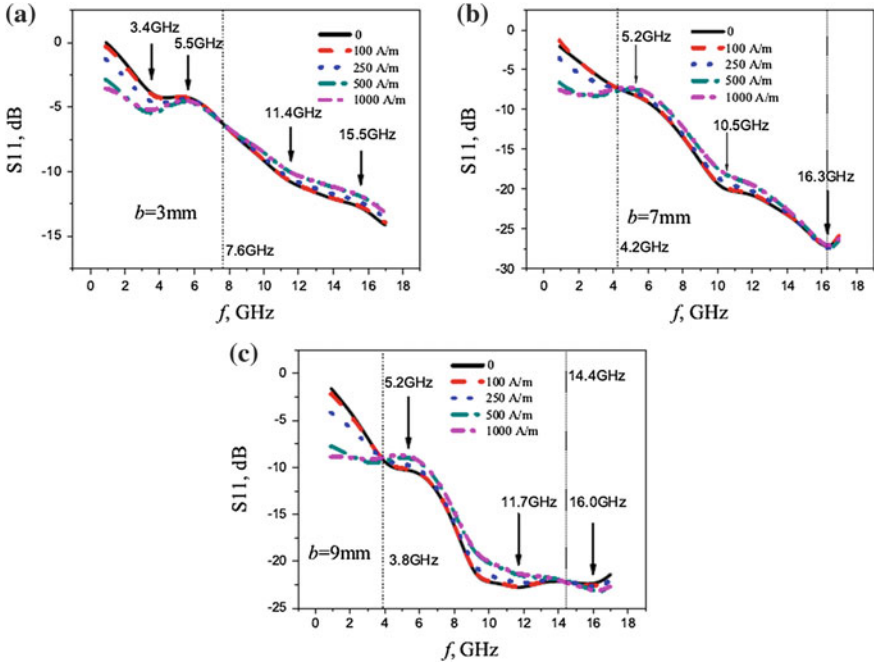 (a)
0
100 A/m
250 A/m
500 A/m
1000 A/m
3.4GHz
5.5GHz
11.4GHz
15.5GHz
b=3mm
7.6GHz
0
-5
-10
-15
S11, dB
0 2 4 6 8 10 12 14 16 18
f, GHz
(b)
0
100 A/m
250 A/m
500 A/m
1000 A/m
5.2GHz
10.5GHz
16.3GHz
b=7mm
4.2GHz
0
-5
-10
-15
-20
-25
-30
S11, dB
0 2 4 6 8 10 12 14 16 18
f, GHz
(c)
0
100 A/m
250 A/m
500 A/m
1000 A/m
14.4GHz
5.2GHz
11.7GHz
16.0GHz
b=9mm
3.8GHz
0
-5
-10
-15
-20
-25
S11, dB
0 2 4 6 8 10 12 14 16 18
f, GHz